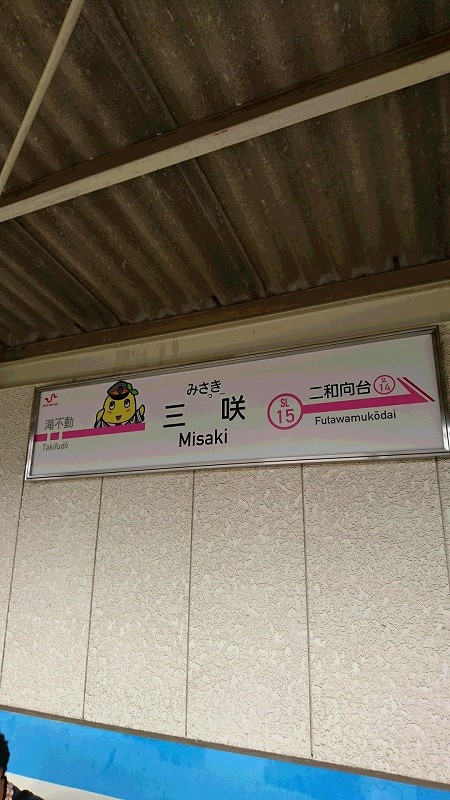 滝不動
Takifudō
みさき
三咲
Misaki
SL
15
二和向台
SL
14
Futawamukōdai